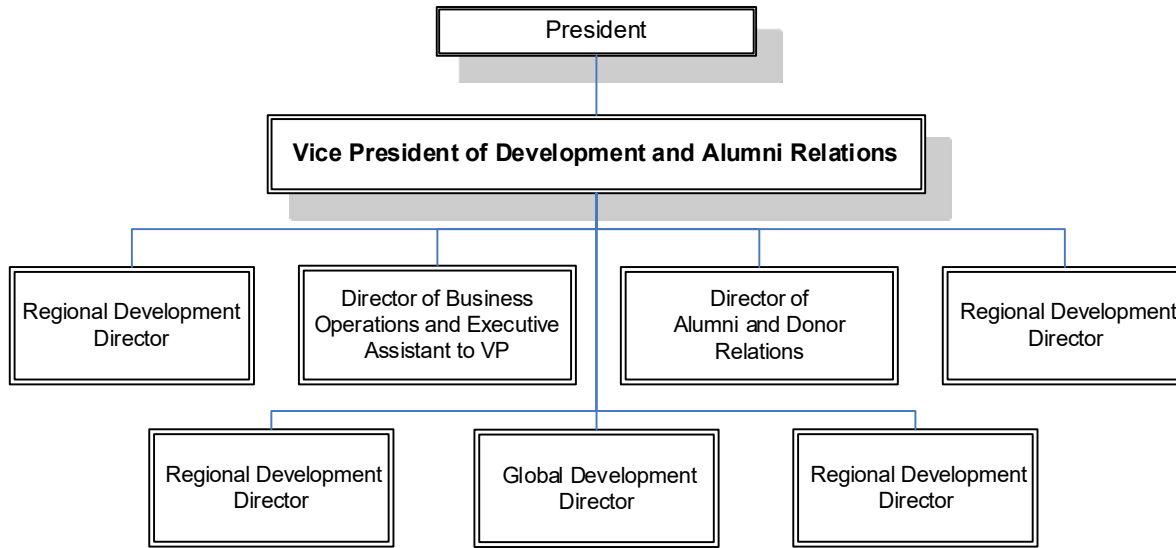 President
Vice President of Development and Alumni Relations
Regional Development
Director
Director of Business
Operations and Executive
Assistant to VP
Director of
Alumni and Donor
Relations
Regional Development
Director
Regional Development
Director
Global Development
Director
Regional Development
Director